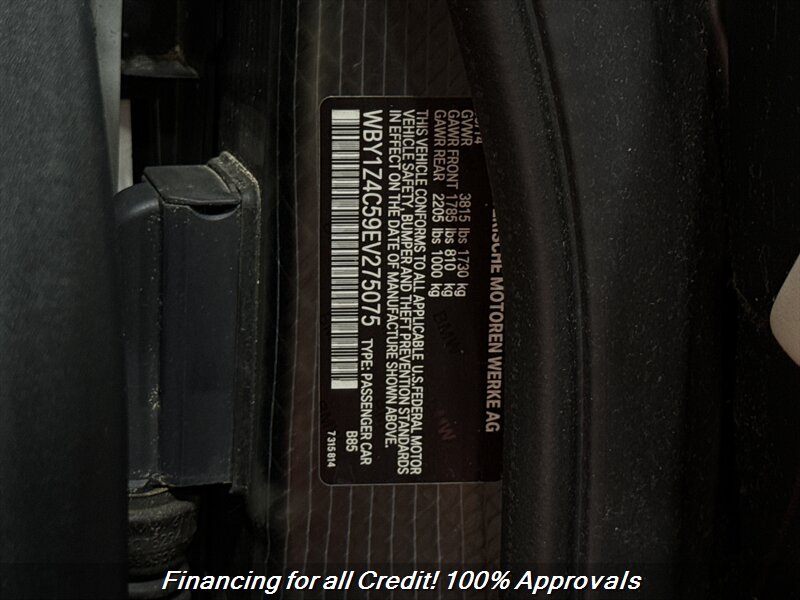 ERISCHE MOTOREN WERKE AG
GVWR 3815 lbs 1730 kg
GAWR FRONT 1785 lbs 810 kg
GAWR REAR 2205 lbs 1000 kg
THIS VEHICLE CONFORMS TO ALL APPLICABLE U.S.FEDERAL MOTOR
VEHICLE SAFETY, BUMPER AND THEFT PREVENTION STANDARDS
IN EFFECT ON THE DATE OF MANUFACTURE SHOWN ABOVE.
WBY1Z4C59EV275075 TYPE: PASSENGER CAR
B85
7315814
Financing for all Credit! 100% Approvals